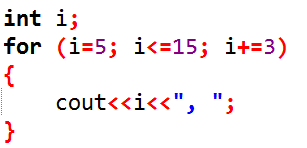 int i;
for (i=5; i<=15; i+=3)
{
    cout<<i<<", ";
}